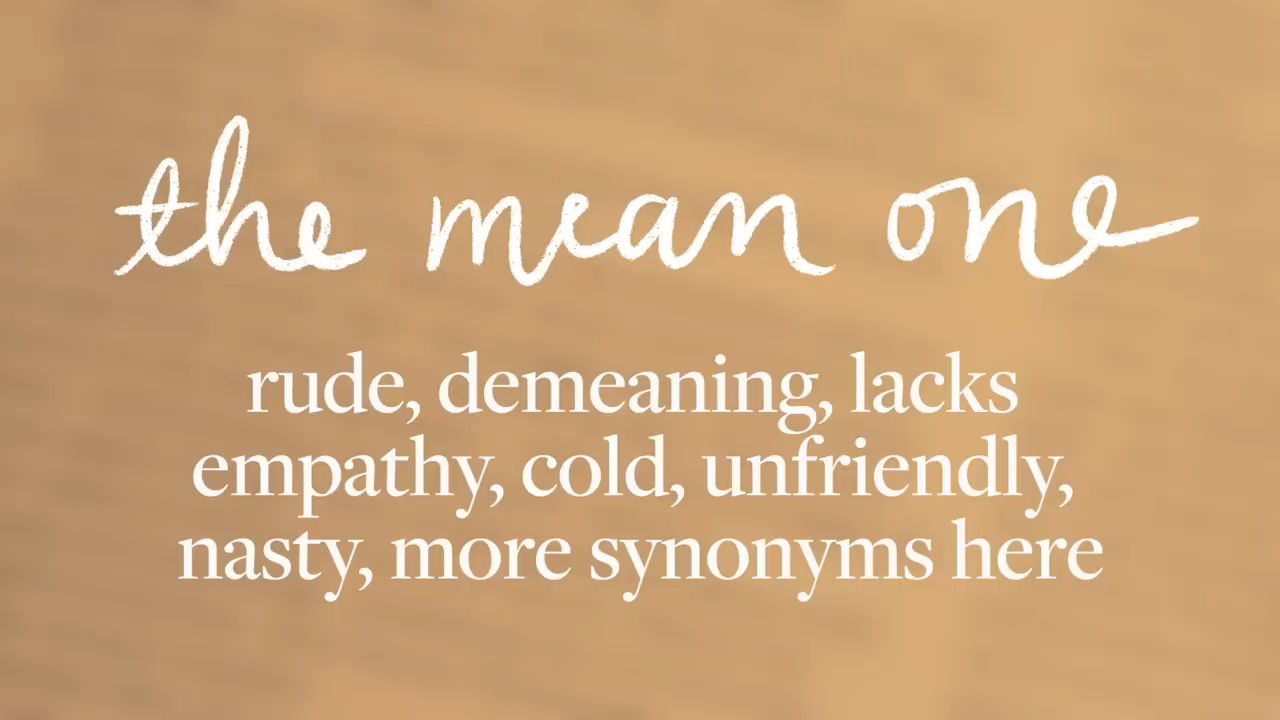 the mean one
rude, demeaning, lacks
empathy, cold, unfriendly,
nasty, more synonyms here